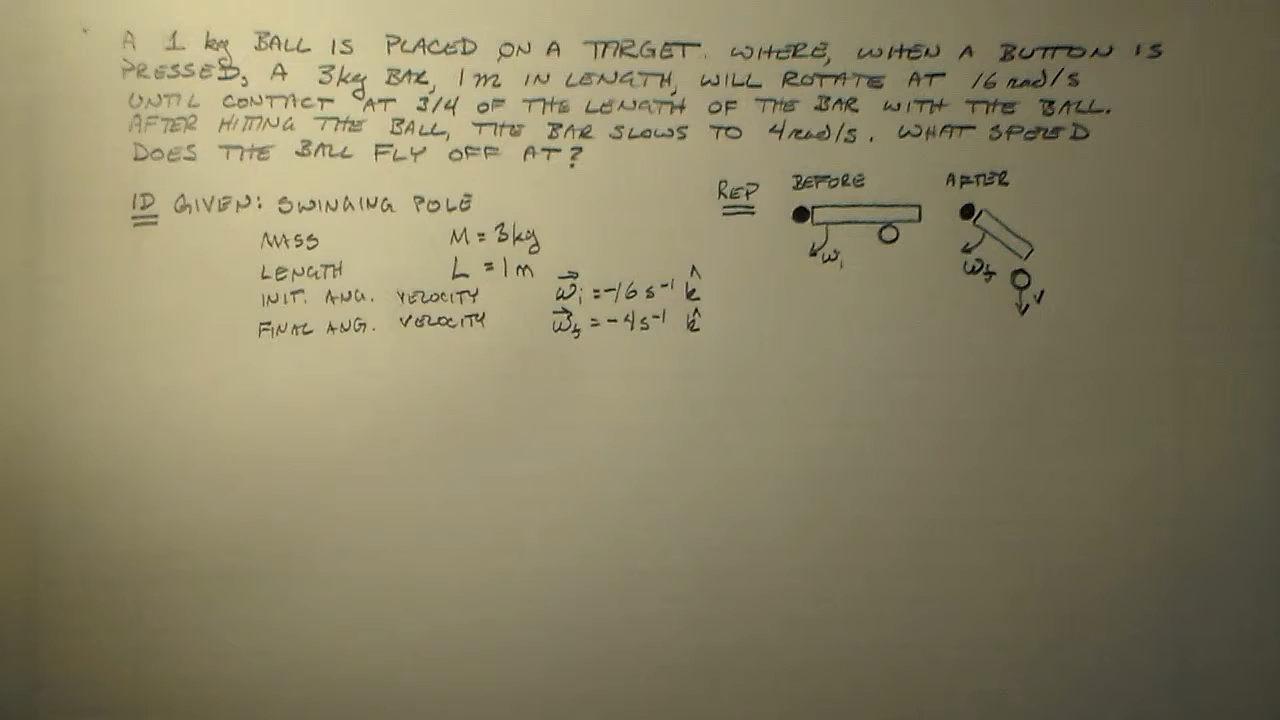 A 1 kg BALL IS PLACED ON A TARGET. WHERE, WHEN A BUTTON IS
PRESSED, A 3kg BAR, 1m IN LENGTH, WILL ROTATE AT 16 rad/s
UNTIL CONTACT AT 3/4 OF THE LENGTH OF THE BAR WITH THE BALL.
AFTER HITTING THE BALL, THE BAR SLOWS TO 4 rad/s. WHAT SPEED
DOES THE BALL FLY OFF AT?
ID GIVEN: SWINGING POLE
MASS M = 3kg
LENGTH L = 1m
INIT. ANG. VELOCITY ω⃗i = -16 s⁻¹ k̂
FINAL ANG. VELOCITY ω⃗f = -4 s⁻¹ k̂
REP BEFORE AFTER
ωi ωf v